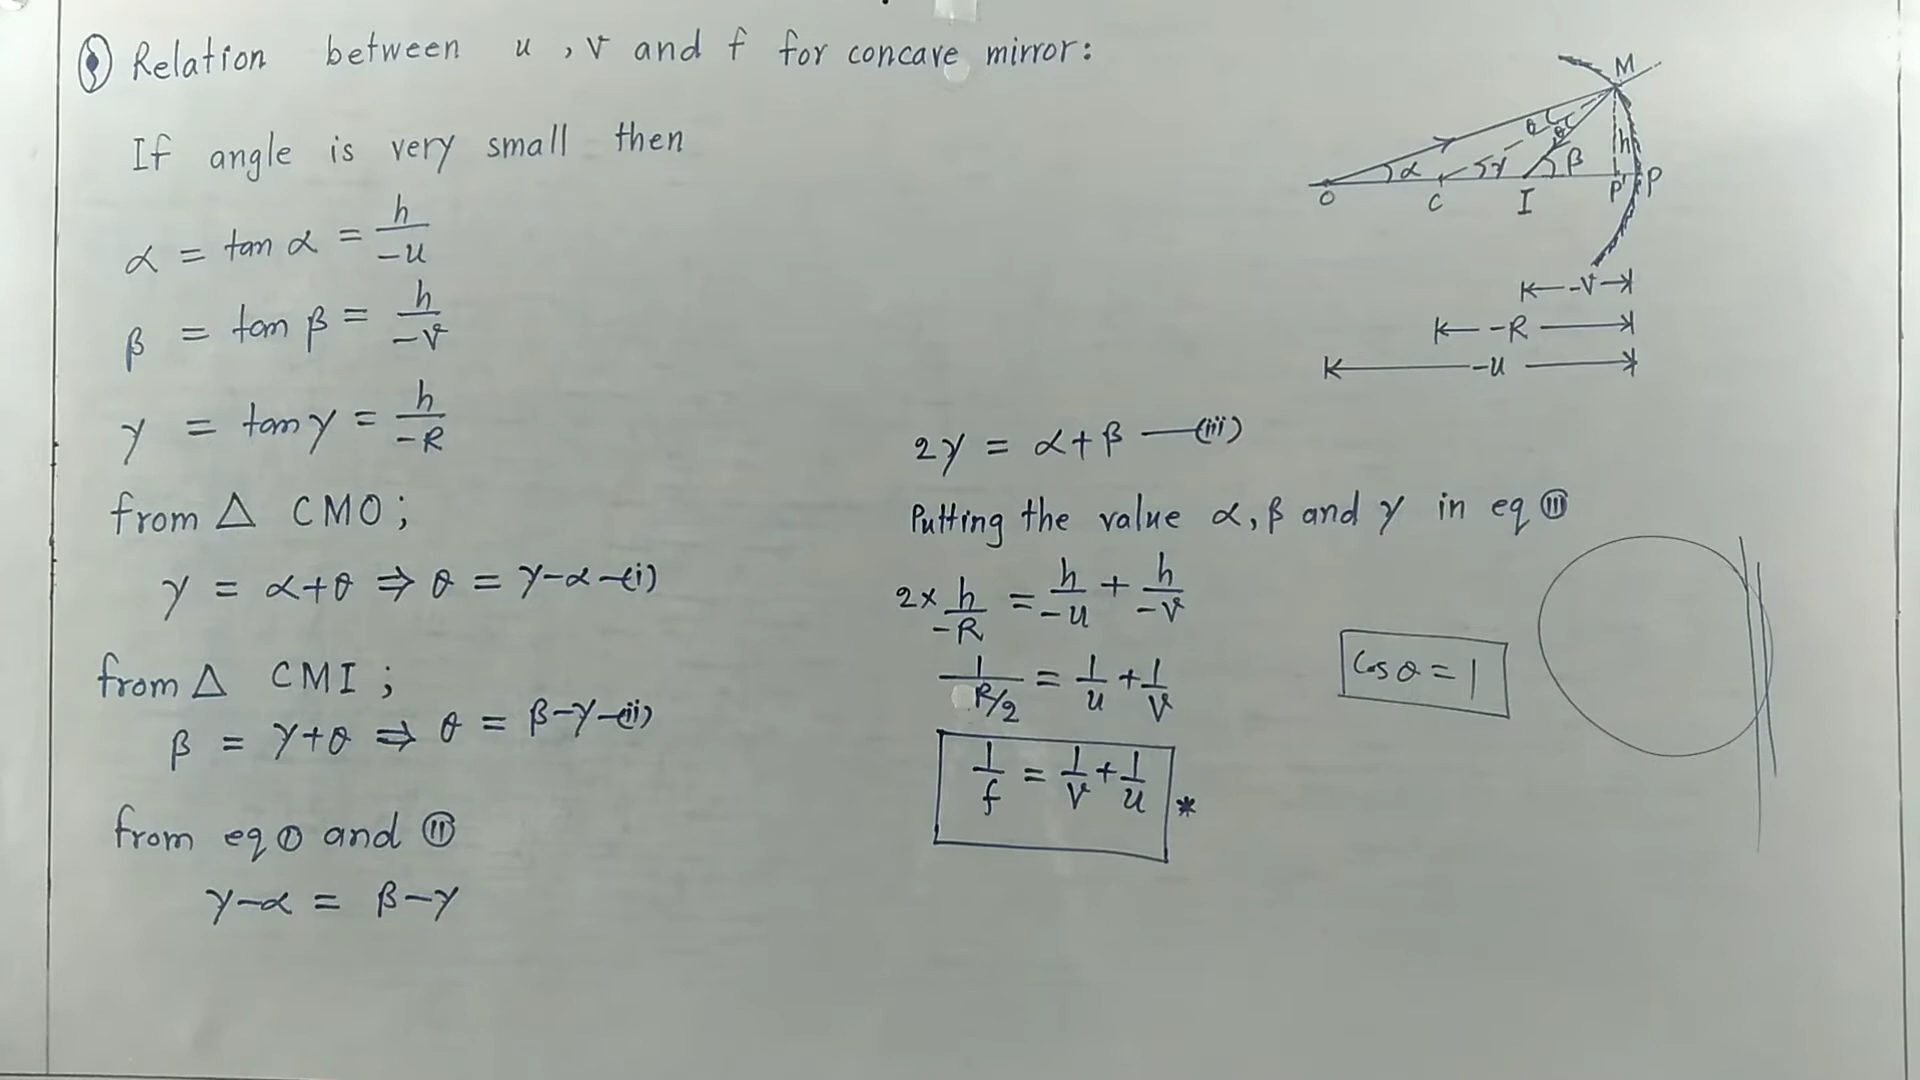 Relation between u, v and f for concave mirror:
If angle is very small then
α = tan α = h/-u
β = tan β = h/-v
γ = tan γ = h/-R
from △ CMO;
γ = α+θ ⇒ θ = γ-α -(i)
from △ CMI;
β = γ+θ ⇒ θ = β-γ -(ii)
from eq ① and ⑪
γ-α = β-γ
M
θ θ h
α γ β
O C I P' P
-v
-R
-u
2γ = α+β —(iii)
Putting the value α, β and γ in eq ⑪
2× h/-R = h/-u + h/-v
1/R/2 = 1/u + 1/v
1/f = 1/v + 1/u *
Cos θ = 1